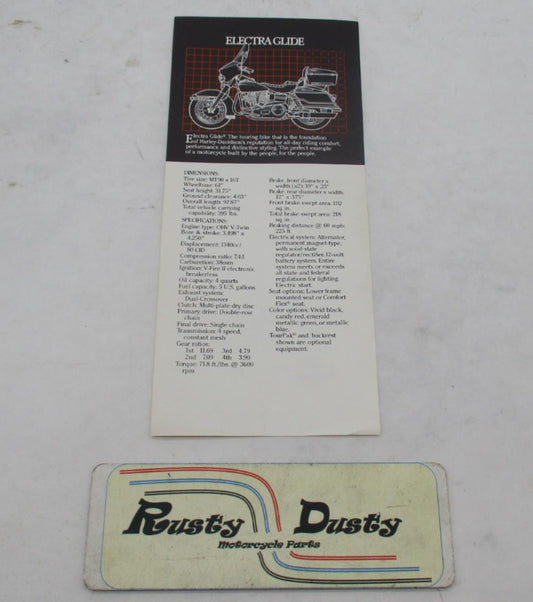 ELECTRA GLIDE
Electra Glide® The touring bike that is the foundation
of Harley-Davidson's reputation for all-day riding comfort,
performance and distinctive styling. The perfect example
of a motorcycle built by the people, for the people.
DIMENSIONS:
Tire size: MT90 x 16T
Wheelbase: 61"
Seat height: 31.75"
Ground clearance: 4.63"
Overall length: 92.87"
Total vehicle carrying
capability: 395 lbs.
SPECIFICATIONS:
Engine type: OHV V-Twin
Bore & stroke: 3.498" x
4.250"
Displacement: 1340cc/
80 CID
Compression ratio: 7.4:1
Carburetion: 38mm
Ignition: V-Fire II electronic
breakerless
Oil capacity: 4 quarts
Fuel capacity: 5 U.S. gallons
Exhaust system:
Dual-Crossover
Clutch: Multi-plate dry disc
Primary drive: Double-row
chain
Final drive: Single chain
Transmission: 4 speed,
constant mesh
Gear ratios:
1st 11.69 3rd 4.79
2nd 7.09 4th 3.90
Torque: 71.8 ft./lbs. @ 3600
rpm
Brake, front diameter x
width (x2): 10" x .23"
Brake, rear diameter x width:
12" x .375"
Front brake swept area:
sq. in.
Total brake swept area: 218
sq. in.
Braking distance @ 60 mph:
225 ft.
Electrical system: Alternator,
permanent magnet-type,
with solid-state
regulator/rectifier. 12-volt
battery system. Entire
system meets or exceeds
all state and federal
regulations for lighting.
Electric start.
Seat options: Lower frame
mounted seat or Comfort
Flex® seat.
Color options: Vivid black,
candy red, emerald
metallic green, or metallic
blue.
TourPak® and backrest
shown are optional
equipment.
Rusty Dusty
Motorcycle Parts